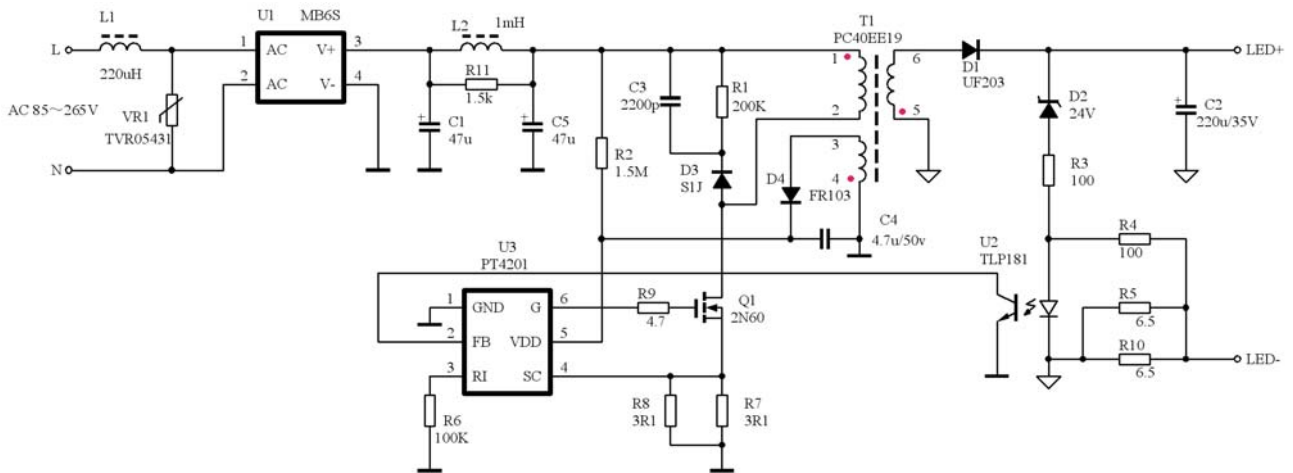 L1
U1 MB6S
L2 1mH
T1
PC40EE19
L
220uH
1 AC V+ 3
2 AC V- 4
R11
1.5k
C3
2200p
R1
200K
1
6
D1
UF203
LED+
AC 85～265V
VR1
TVR05431
C1
47u
C5
47u
2
5
D2
24V
C2
220u/35V
N
R2
1.5M
D3
S1J
D4
3
4
FR103
R3
100
C4
4.7u/50v
U3
PT4201
U2
TLP181
R4
100
1 GND G 6
R9
4.7
Q1
2N60
R5
6.5
2 FB VDD 5
3 RI SC 4
R10
6.5
LED-
R6
100K
R8
3R1
R7
3R1